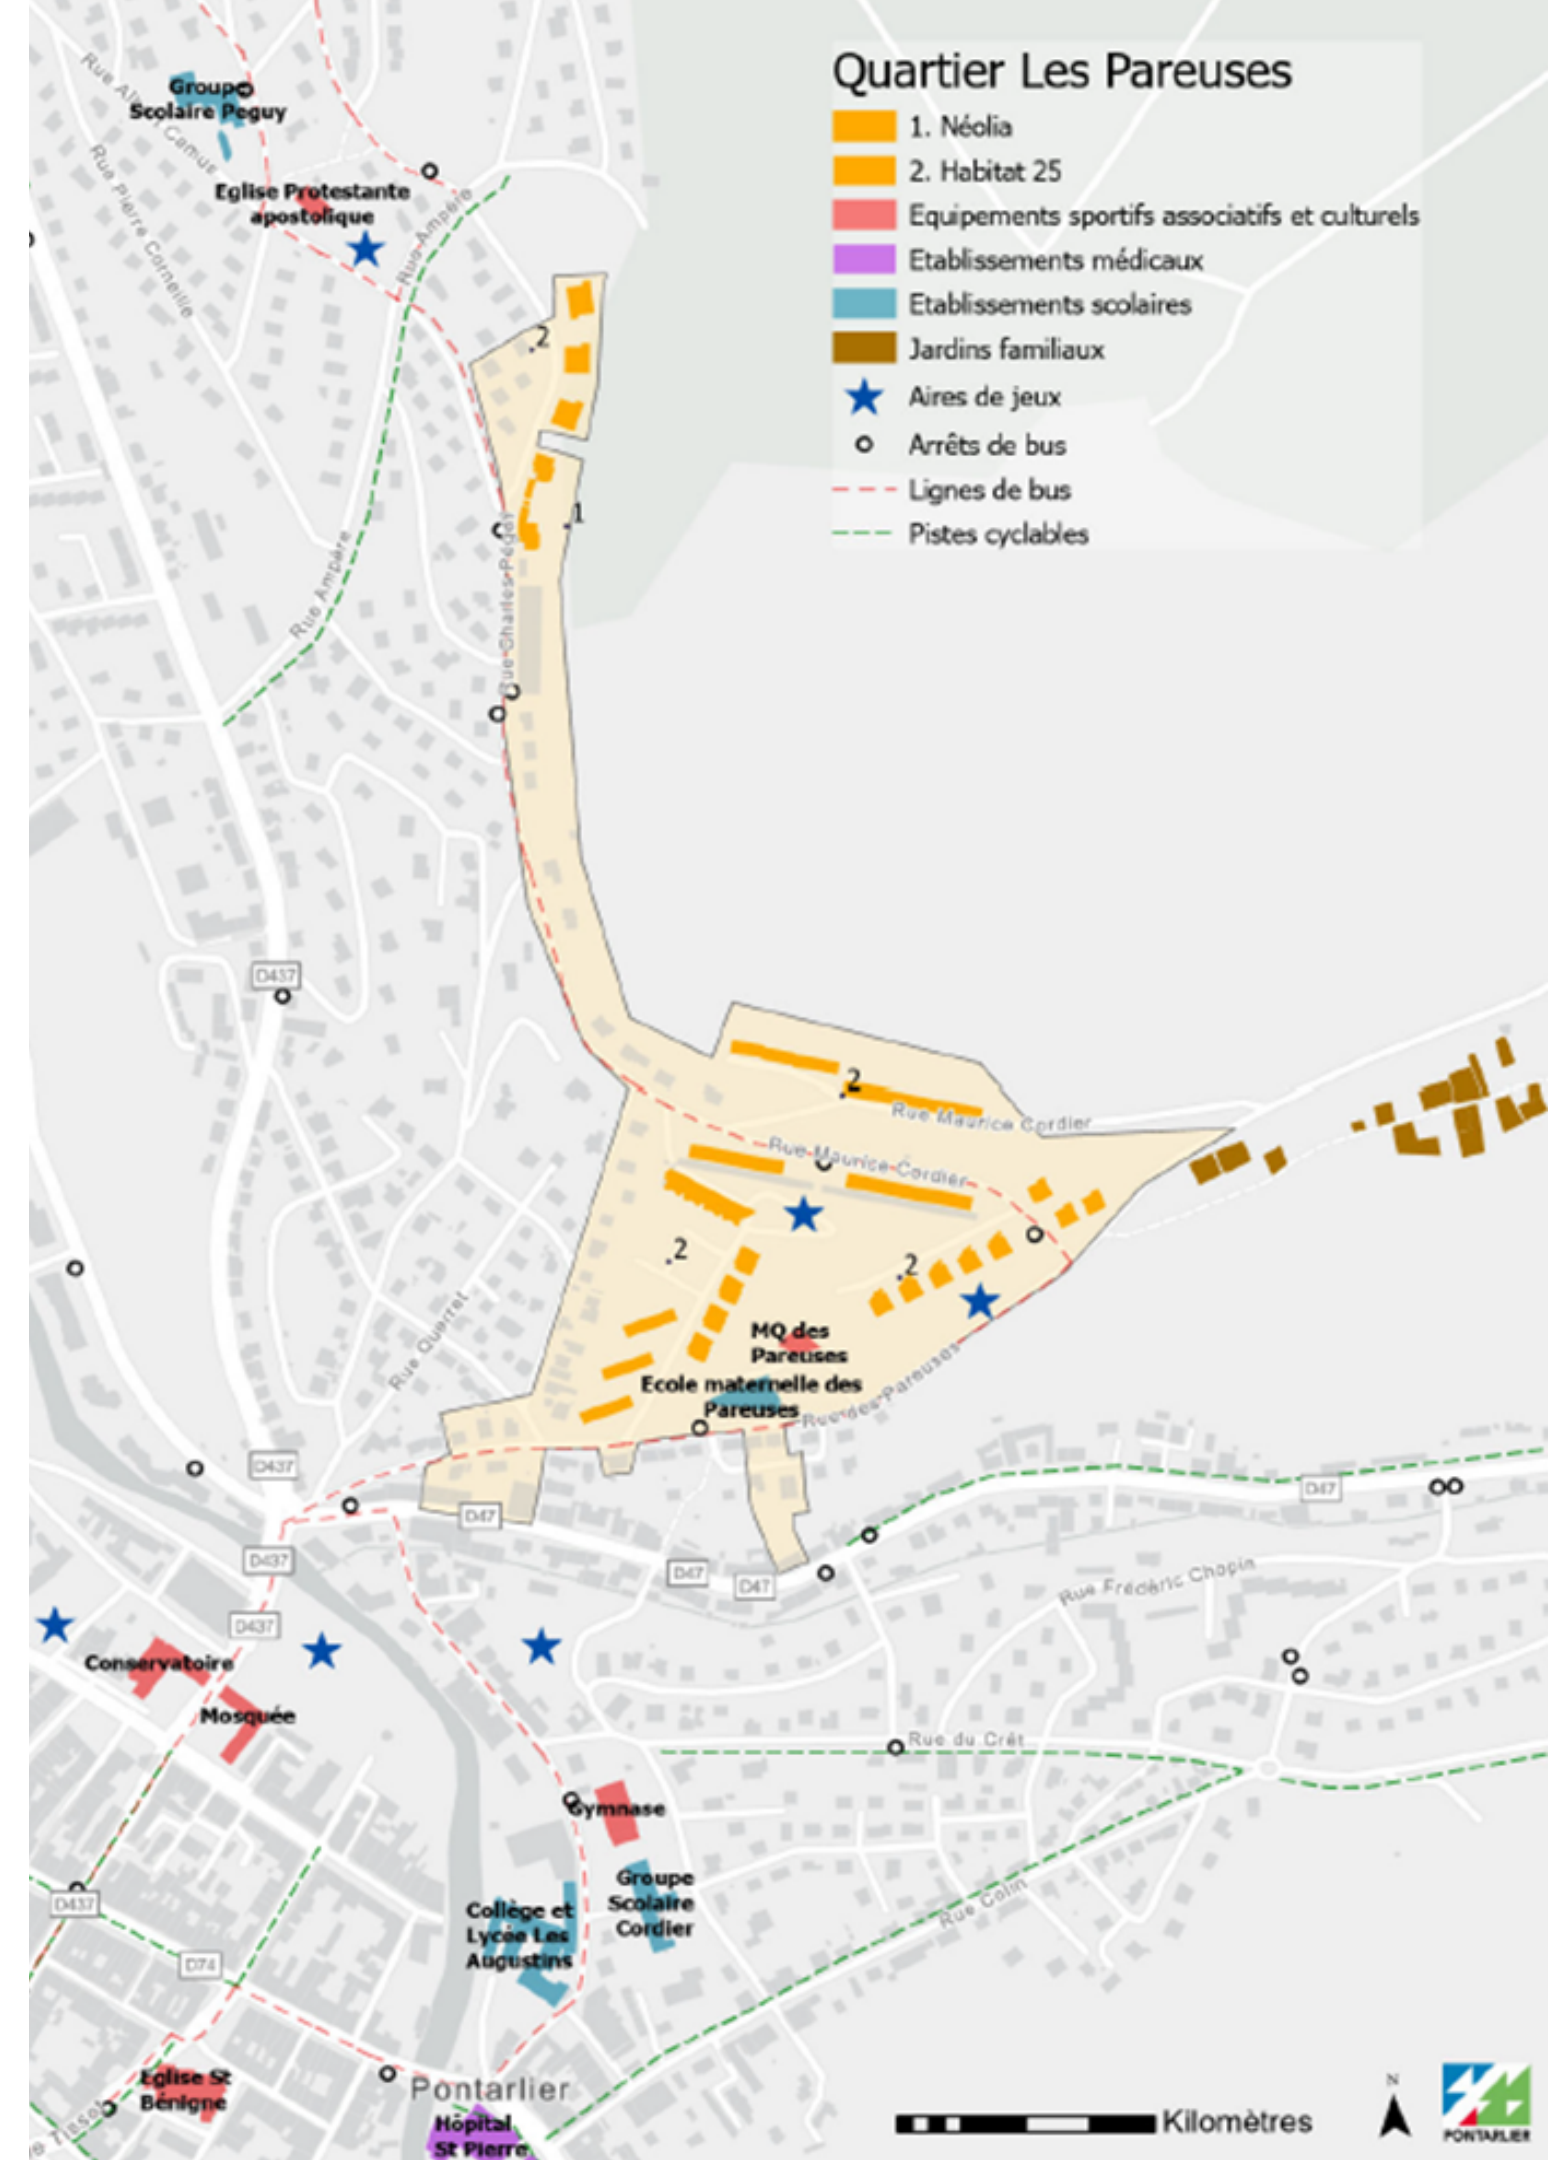 Quartier Les Pareuses
1. Néolia
2. Habitat 25
Equipements sportifs associatifs et culturels
Etablissements médicaux
Etablissements scolaires
Jardins familiaux
Aires de jeux
Arrêts de bus
Lignes de bus
Pistes cyclables
Rue Albert Camus
Groupe
Scolaire Peguy
Rue Pierre Corneille
Eglise Protestante
apostolique
Rue Ampère
2
1
Rue Ampère
Rue Charles Péguy
D437
2
Rue Maurice Cordier
Rue Maurice Cordier
2
2
Rue Querret
MQ des
Pareuses
Ecole maternelle des
Pareuses
Rue des Pareuses
D437
D47
D47
D437
D47
D47
Rue Frédéric Chopin
D437
Conservatoire
Mosquée
Rue du Crêt
Gymnase
Groupe
Scolaire
Cordier
D437
Collège et
Lycée Les
Augustins
Rue Colin
D74
Eglise St
Bénigne
Pontarlier
Hôpital
St Pierre
e Tissot
Kilomètres
N
PONTARLIER